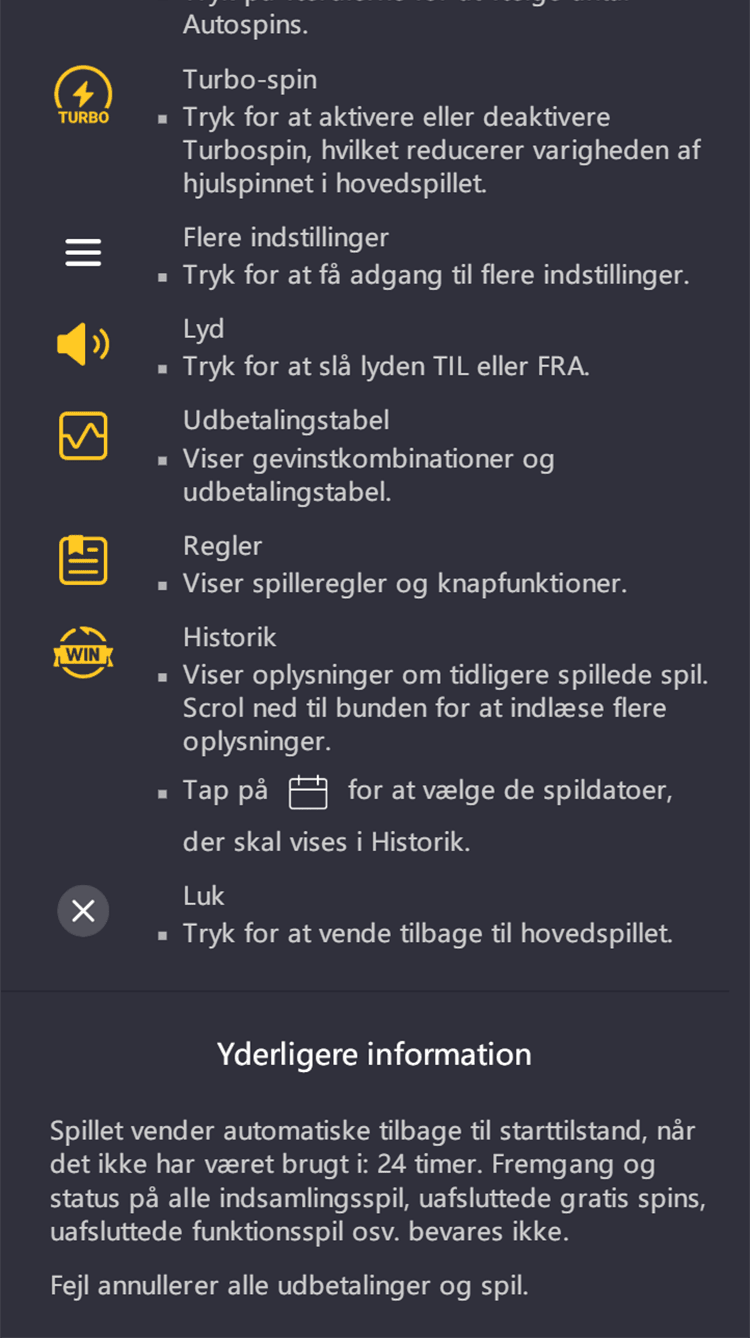 Autospins.
Turbo-spin
TURBO
▪ Tryk for at aktivere eller deaktivere
Turbospin, hvilket reducerer varigheden af
hjulspinnet i hovedspillet.
Flere indstillinger
▪ Tryk for at få adgang til flere indstillinger.
Lyd
▪ Tryk for at slå lyden TIL eller FRA.
Udbetalingstabel
▪ Viser gevinstkombinationer og
udbetalingstabel.
Regler
▪ Viser spilleregler og knapfunktioner.
Historik
WIN
▪ Viser oplysninger om tidligere spillede spil.
Scrol ned til bunden for at indlæse flere
oplysninger.
▪ Tap på for at vælge de spildatoer,
der skal vises i Historik.
Luk
▪ Tryk for at vende tilbage til hovedspillet.
Yderligere information
Spillet vender automatiske tilbage til starttilstand, når
det ikke har været brugt i: 24 timer. Fremgang og
status på alle indsamlingsspil, uafsluttede gratis spins,
uafsluttede funktionsspil osv. bevares ikke.
Fejl annullerer alle udbetalinger og spil.